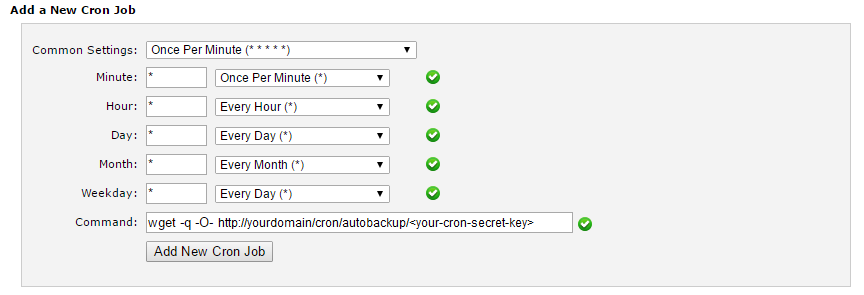 Add a New Cron Job
Common Settings: Once Per Minute (* * * * *)
Minute: * Once Per Minute (*)
Hour: * Every Hour (*)
Day: * Every Day (*)
Month: * Every Month (*)
Weekday: * Every Day (*)
Command: wget -q -O- http://yourdomain/cron/autobackup/<your-cron-secret-key>
Add New Cron Job